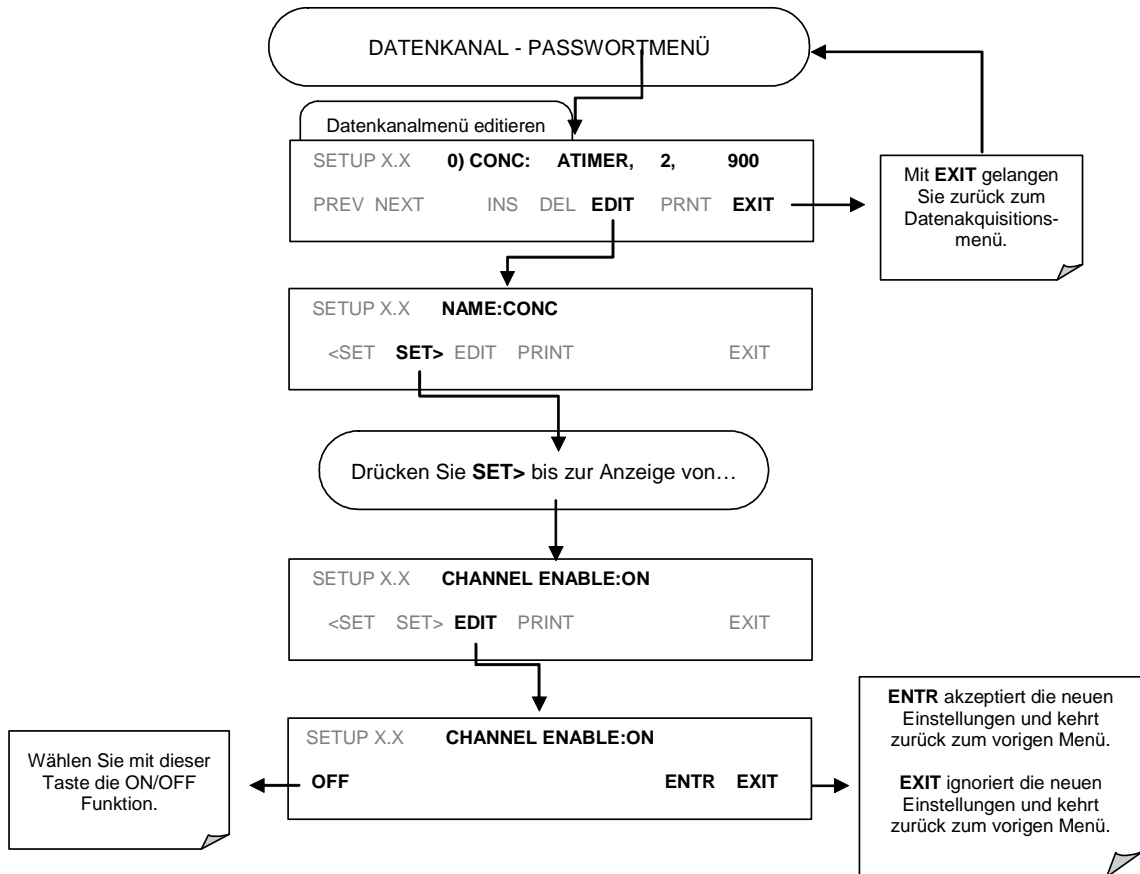 DATENKANAL - PASSWORTMENÜ
Datenkanalmenü editieren
SETUP X.X 0) CONC: ATIMER, 2, 900
PREV NEXT INS DEL EDIT PRNT EXIT
Mit EXIT gelangen
Sie zurück zum
Datenakquisitions-
menü.
SETUP X.X NAME:CONC
<SET SET> EDIT PRINT EXIT
Drücken Sie SET> bis zur Anzeige von…
SETUP X.X CHANNEL ENABLE:ON
<SET SET> EDIT PRINT EXIT
SETUP X.X CHANNEL ENABLE:ON
OFF ENTR EXIT
Wählen Sie mit dieser
Taste die ON/OFF
Funktion.
ENTR akzeptiert die neuen
Einstellungen und kehrt
zurück zum vorigen Menü.
EXIT ignoriert die neuen
Einstellungen und kehrt
zurück zum vorigen Menü.